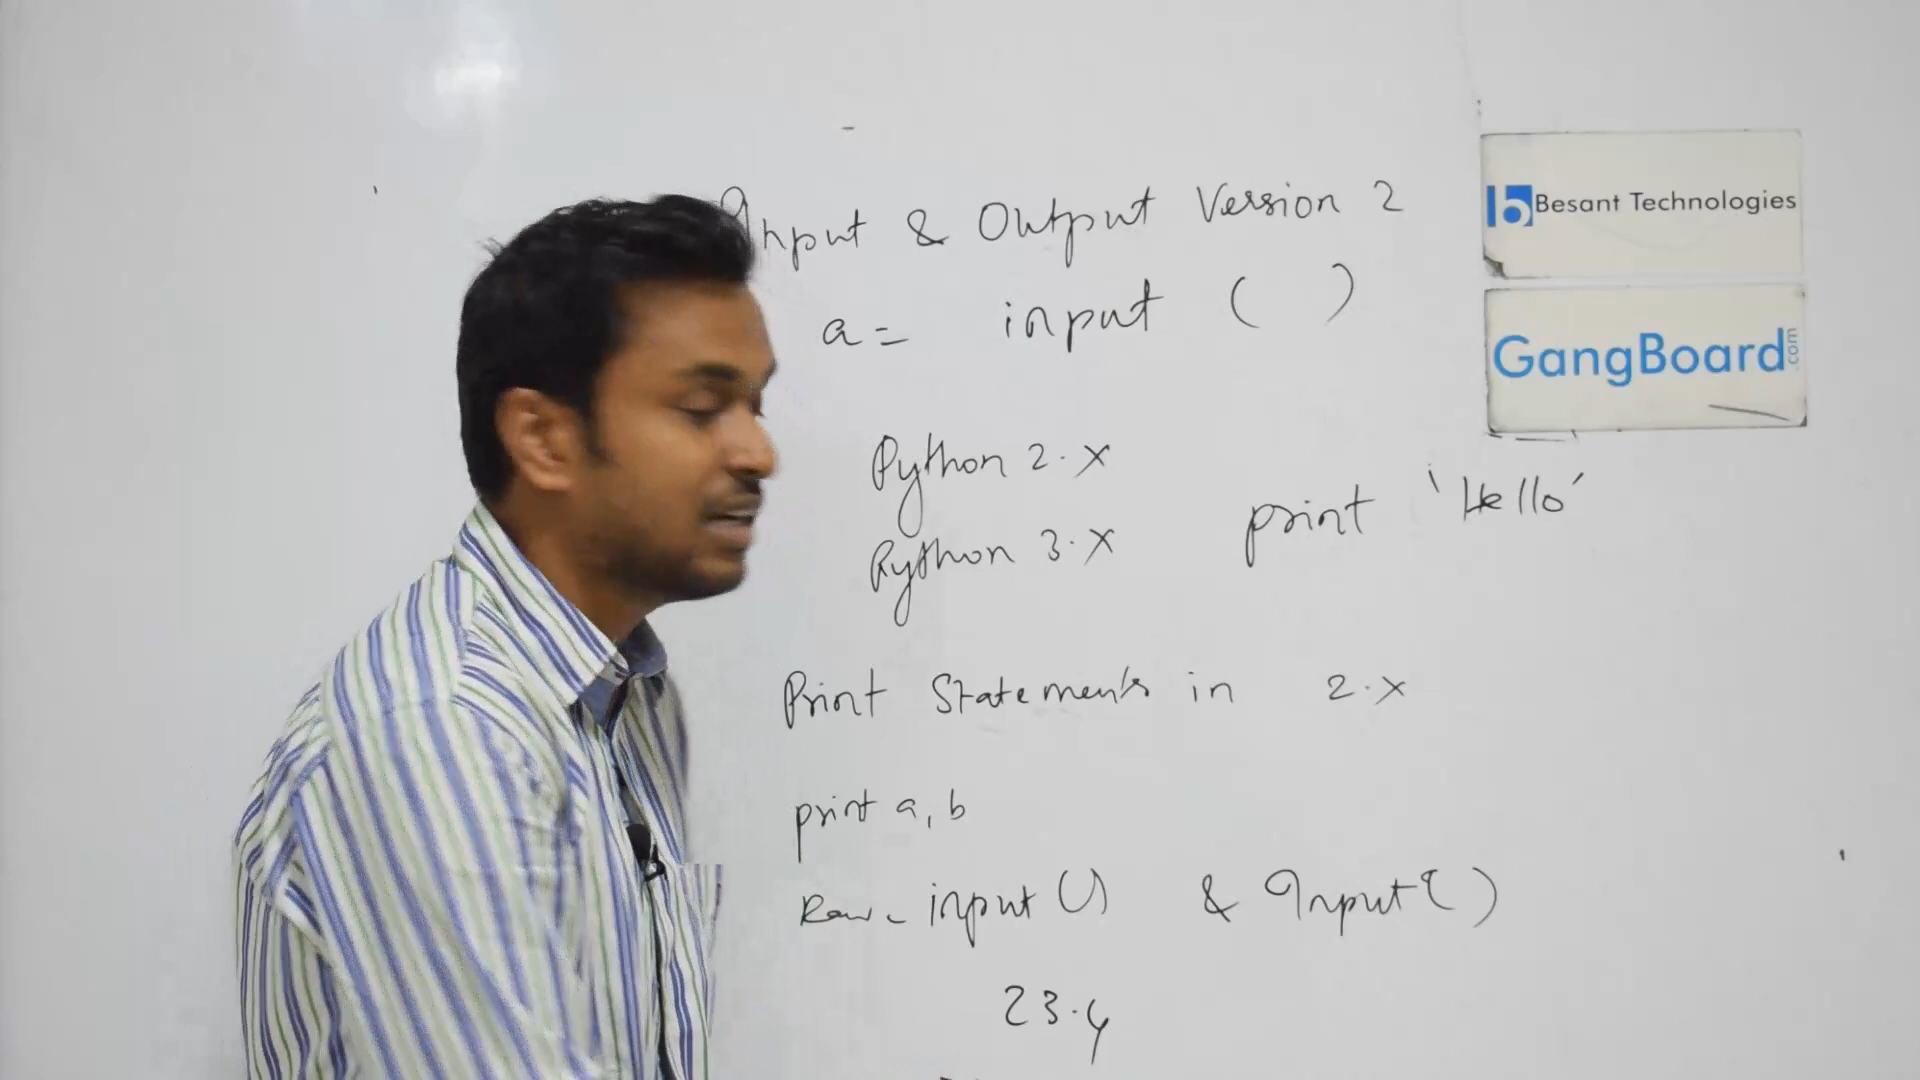 Input & Output Version 2
a= input ( )
Python 2.x
Python 3.x
print 'Hello'
Print Statements in 2.x
print a, b
Raw_input() & Input()
23.4
Besant Technologies
GangBoard.com